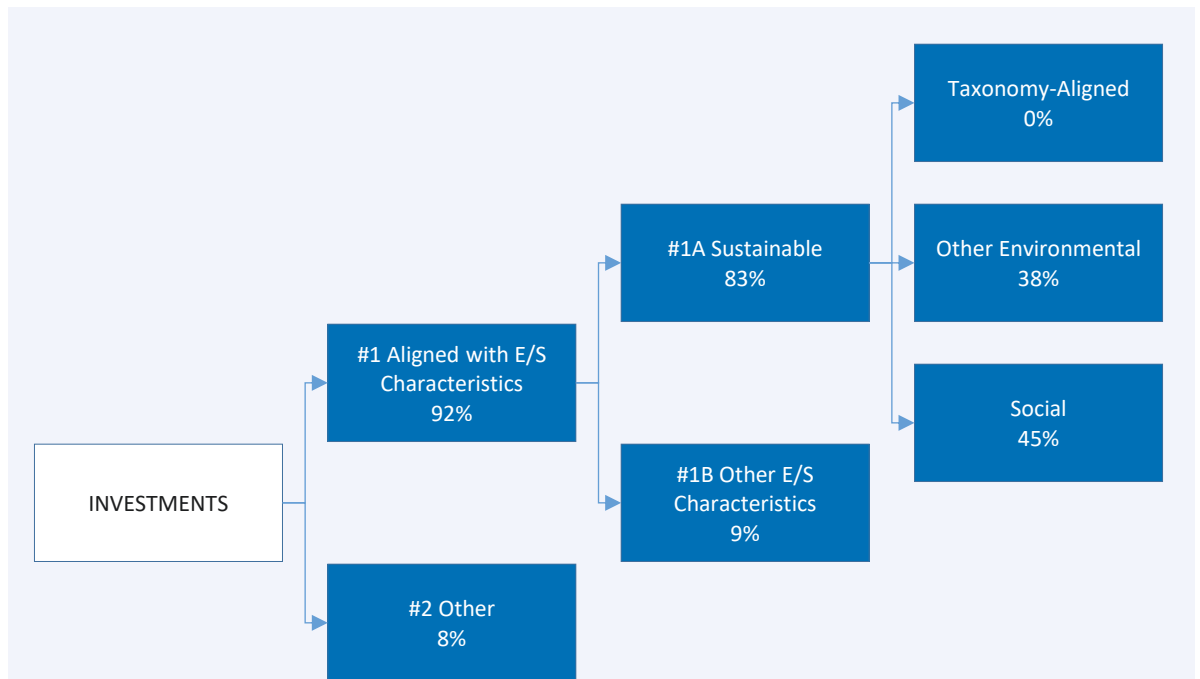 INVESTMENTS
#1 Aligned with E/S
Characteristics
92%
#2 Other
8%
#1A Sustainable
83%
#1B Other E/S
Characteristics
9%
Taxonomy-Aligned
0%
Other Environmental
38%
Social
45%